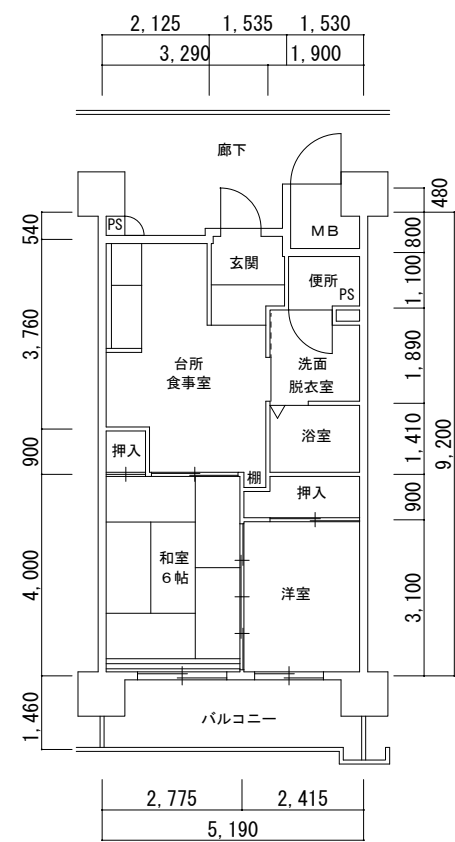 2,125 1,535 1,530
3,290 1,900
廊下
480
PS
MB
540
800
玄関
便所
PS
1,100
3,760
台所
食事室
洗面
脱衣室
1,890
9,200
押入
浴室
1,410
900
棚
押入
900
和室
6帖
洋室
4,000
3,100
バルコニー
1,460
2,775 2,415
5,190